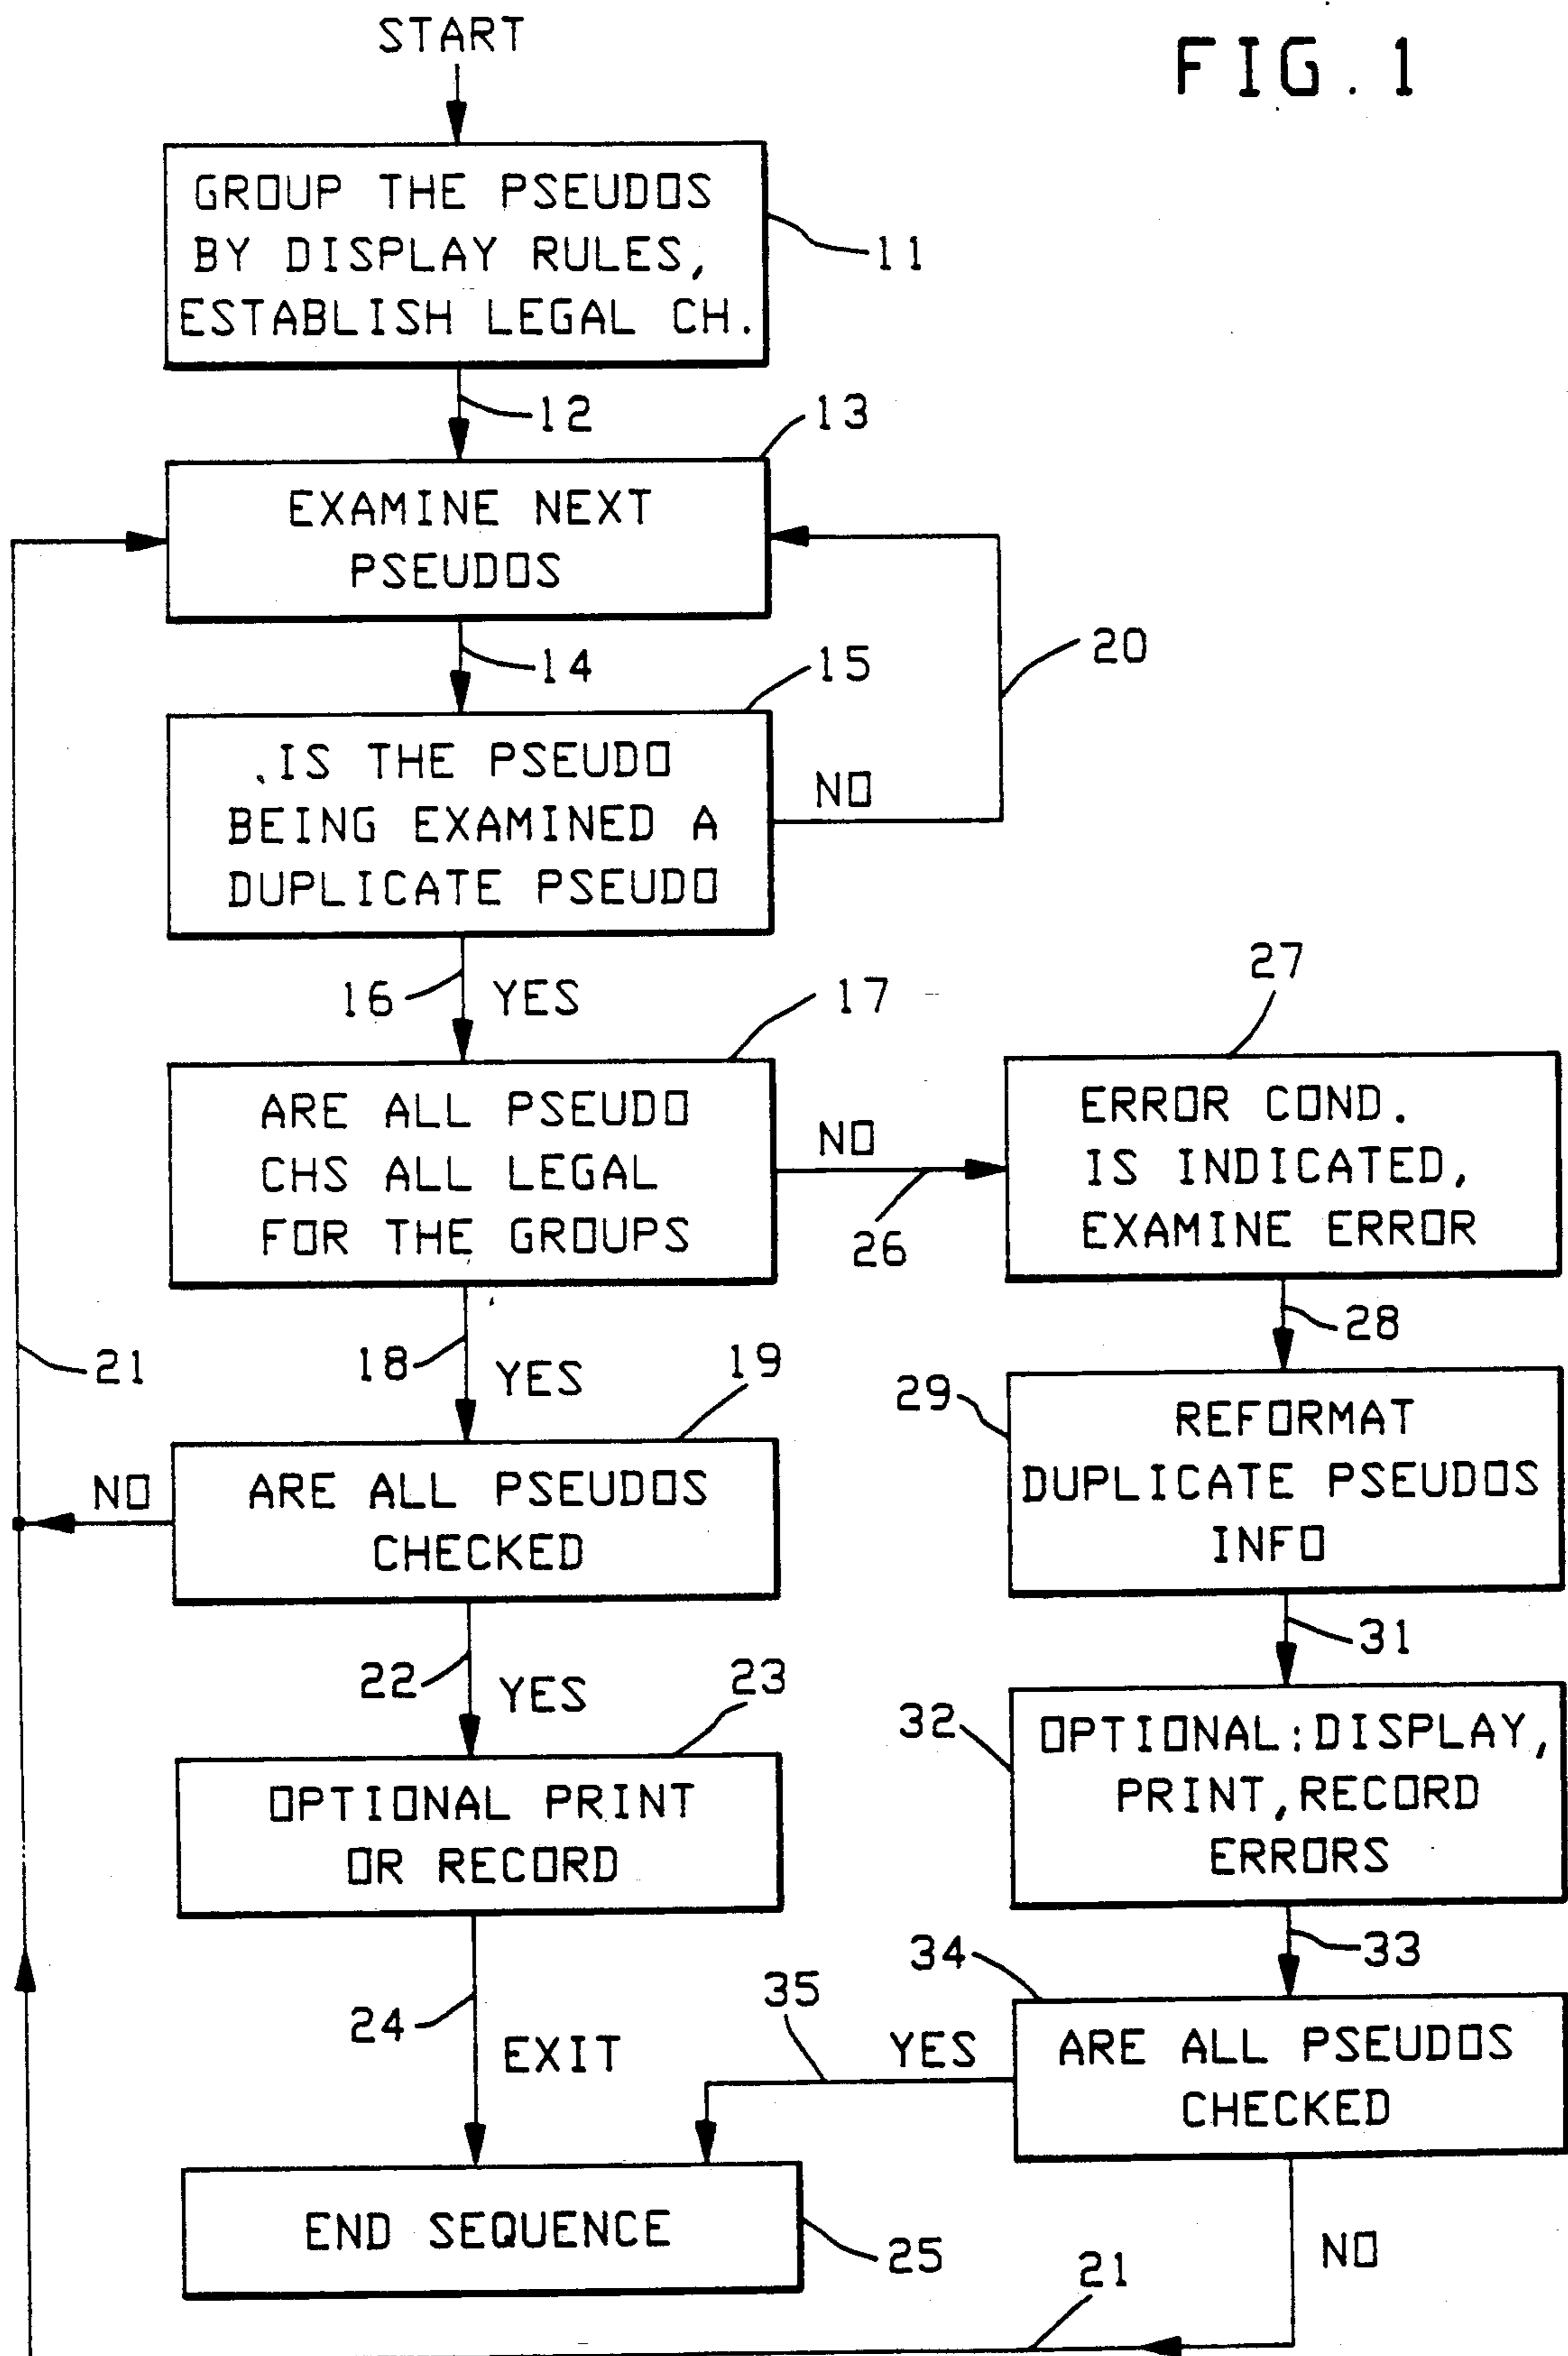 START
FIG. 1
GROUP THE PSEUDOS
BY DISPLAY RULES,
ESTABLISH LEGAL CH.
11
12
13
EXAMINE NEXT
PSEUDOS
14
15
20
.IS THE PSEUDO
BEING EXAMINED A
DUPLICATE PSEUDO
NO
16
YES
17
27
ARE ALL PSEUDO
CHS ALL LEGAL
FOR THE GROUPS
NO
26
ERROR COND.
IS INDICATED,
EXAMINE ERROR
28
21
18
YES
19
29
REFORMAT
DUPLICATE PSEUDOS
INFO
NO
ARE ALL PSEUDOS
CHECKED
31
22
YES
23
32
OPTIONAL:DISPLAY,
PRINT,RECORD
ERRORS
OPTIONAL PRINT
OR RECORD
33
34
24
EXIT
35
YES
ARE ALL PSEUDOS
CHECKED
END SEQUENCE
25
NO
21